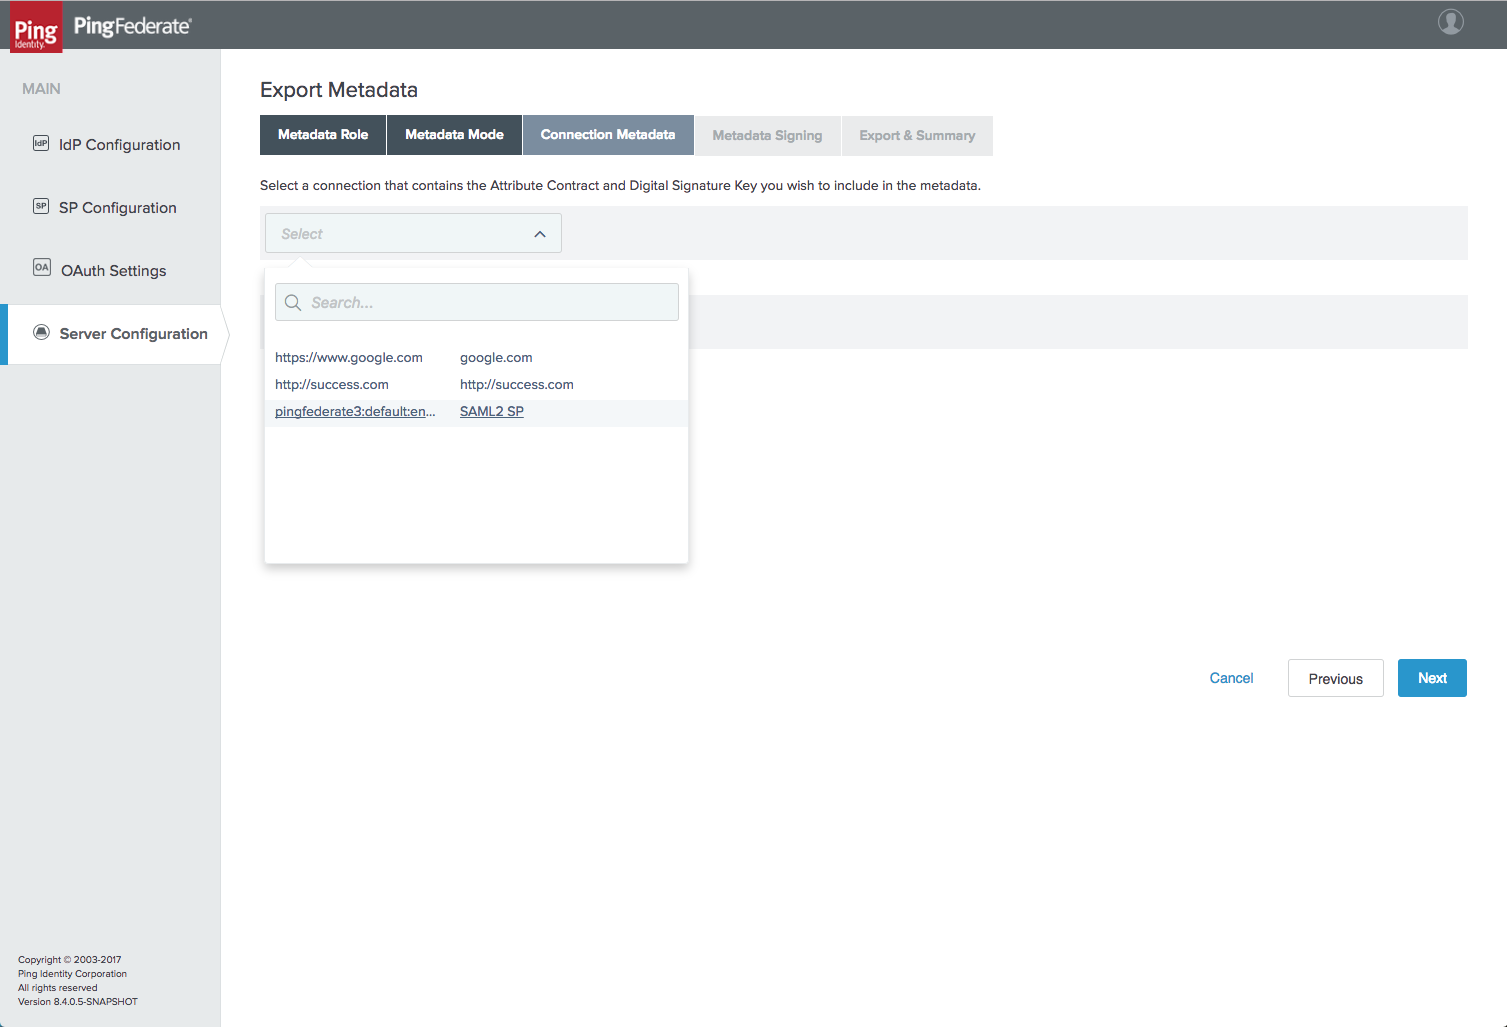 Ping
Identity.
PingFederate®
MAIN
IdP IdP Configuration
SP SP Configuration
OA OAuth Settings
Server Configuration
Export Metadata
Metadata Role Metadata Mode Connection Metadata Metadata Signing Export & Summary
Select a connection that contains the Attribute Contract and Digital Signature Key you wish to include in the metadata.
Select
Search...
https://www.google.com google.com
http://success.com http://success.com
pingfederate3:default:en... SAML2 SP
Cancel Previous Next
Copyright © 2003-2017
Ping Identity Corporation
All rights reserved
Version 8.4.0.5-SNAPSHOT